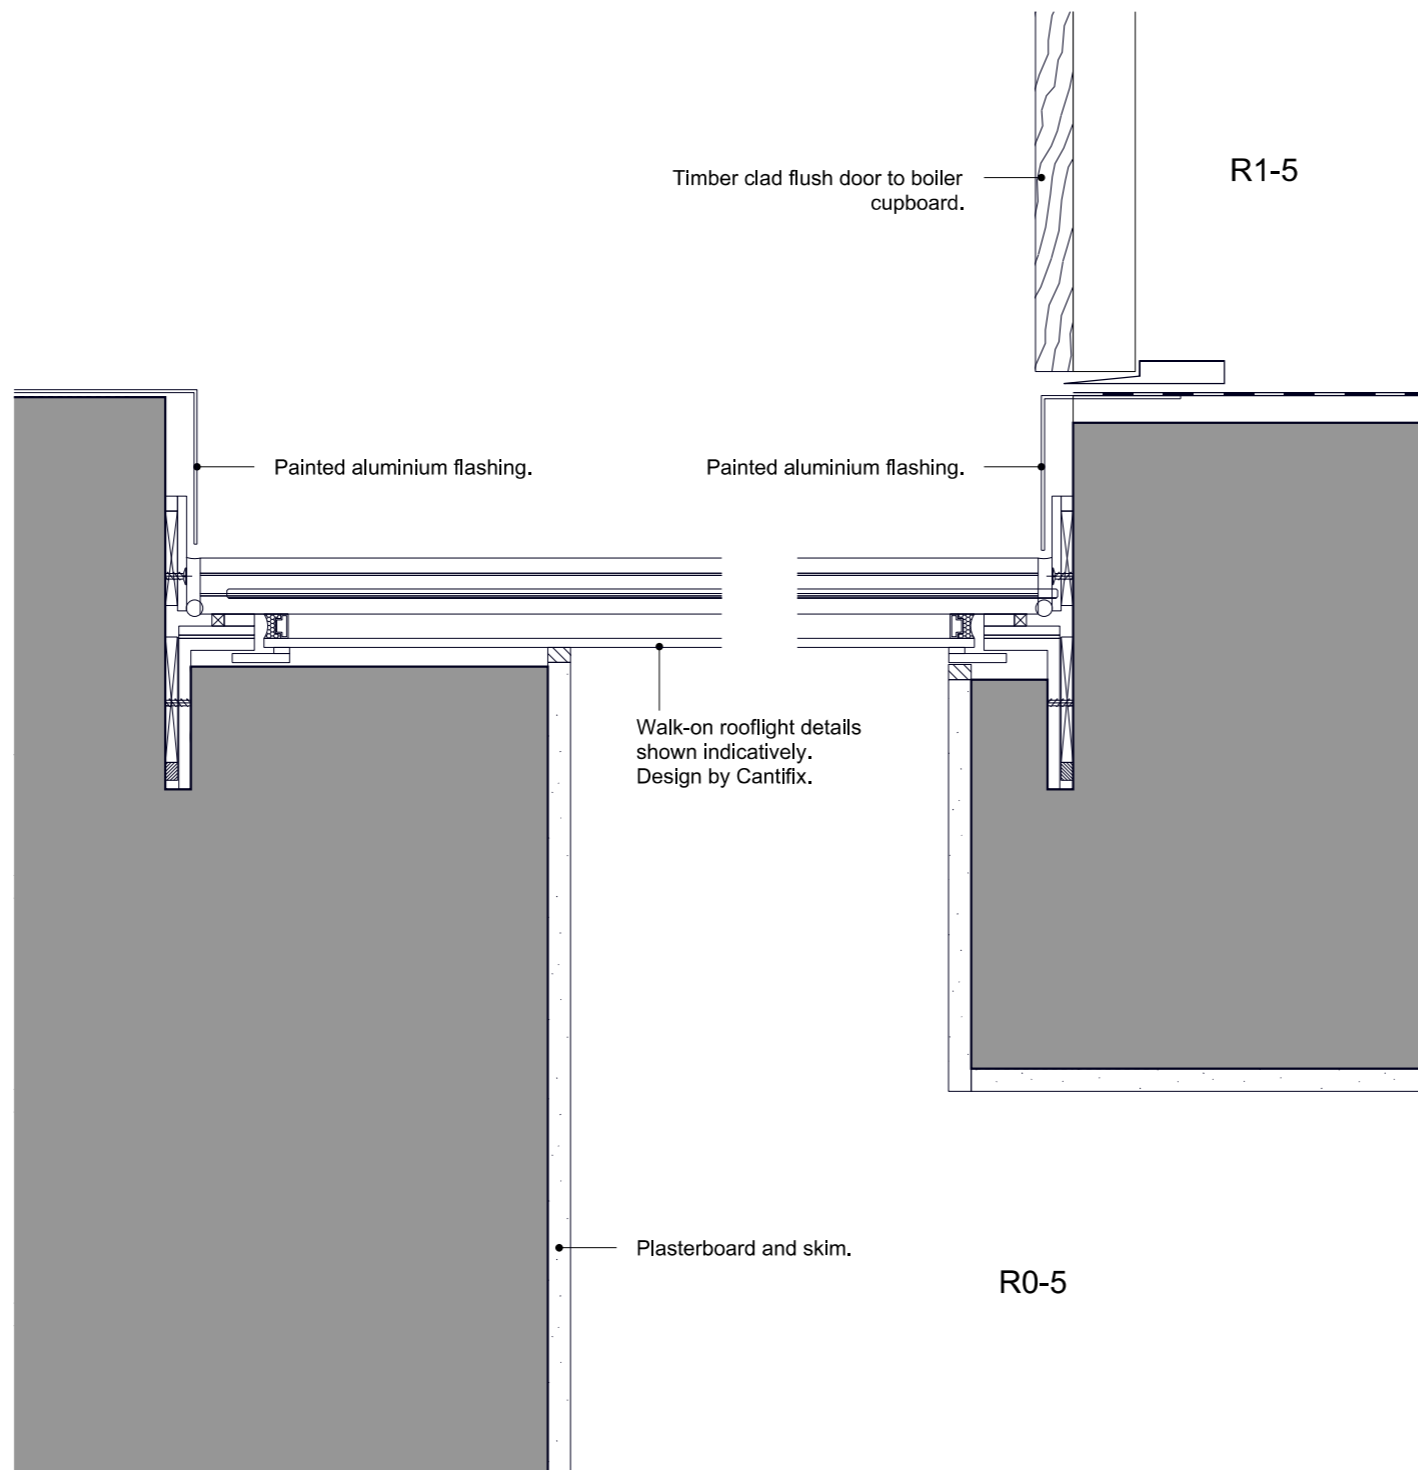 Timber clad flush door to boiler
cupboard.
R1-5
Painted aluminium flashing.
Painted aluminium flashing.
Walk-on rooflight details
shown indicatively.
Design by Cantifix.
Plasterboard and skim.
R0-5